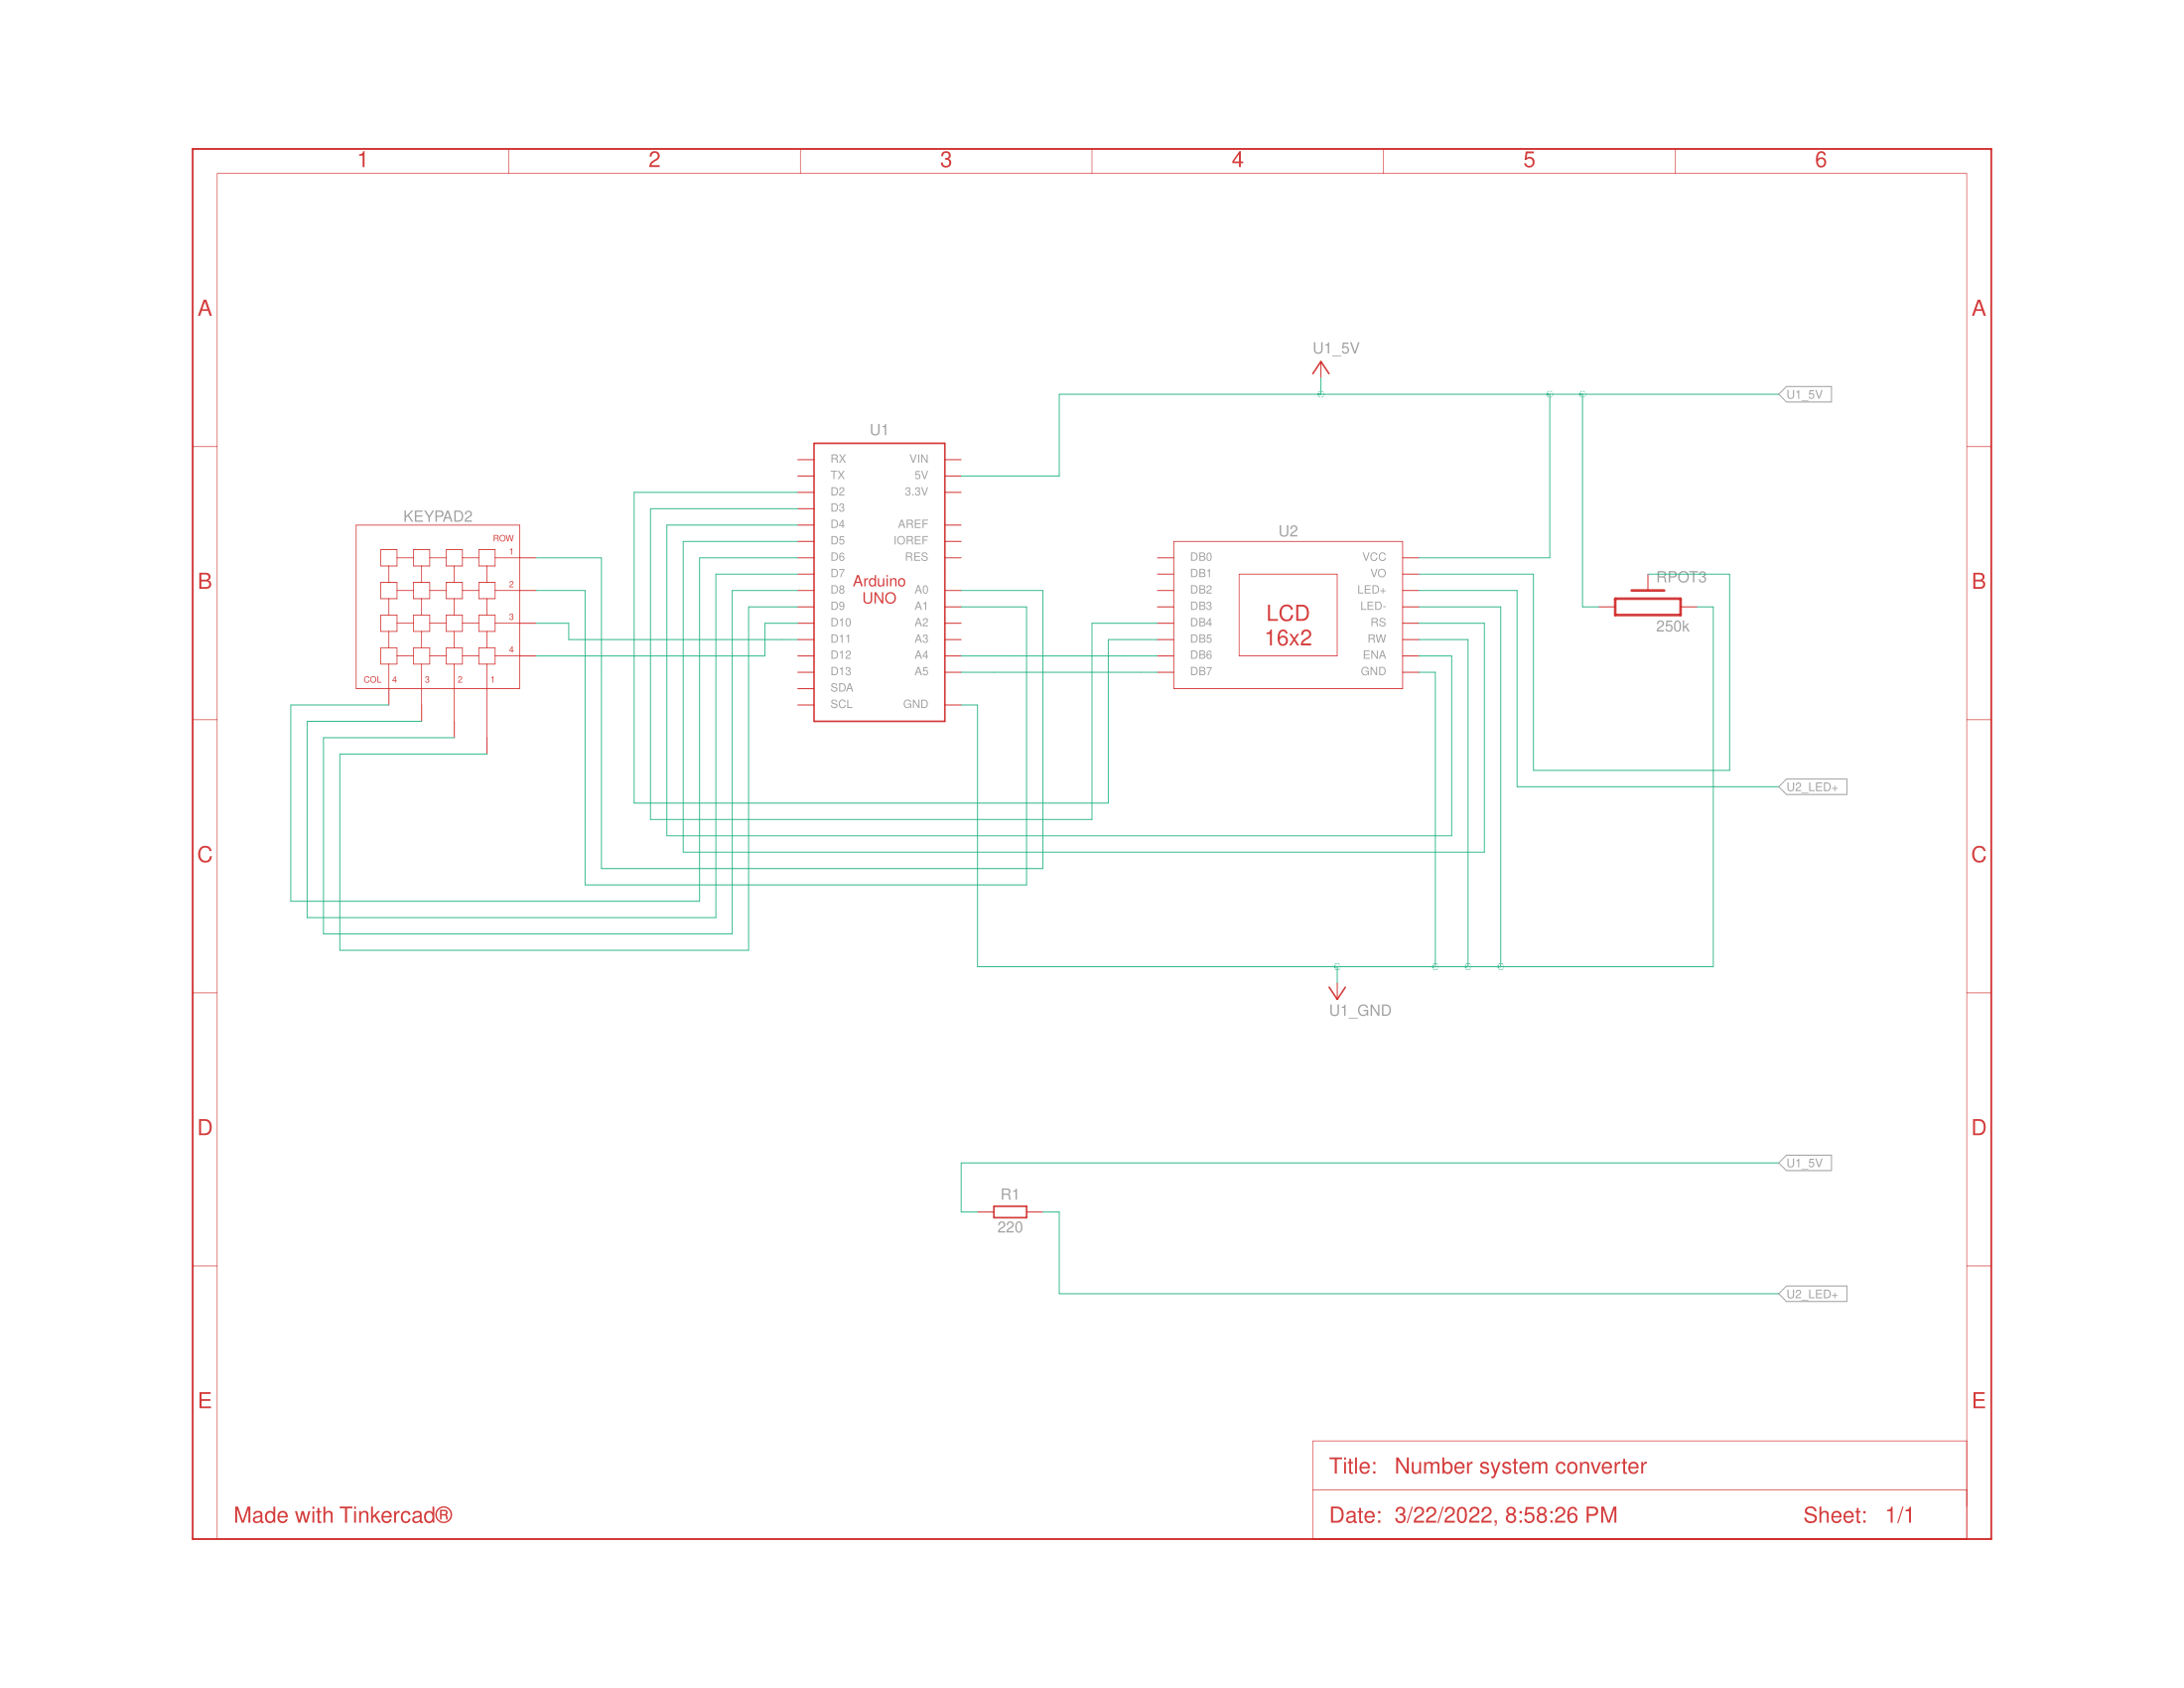 1 2 3 4 5 6
A A
U1_5V
U1_5V
U1
RX VIN
TX 5V
D2 3.3V
D3
D4 AREF
D5 IOREF
D6 RES
D7
Arduino
UNO
D8 A0
D9 A1
D10 A2
D11 A3
D12 A4
D13 A5
SDA
SCL GND
KEYPAD2
ROW
1
2
3
4
COL 4 3 2 1
U2
DB0 VCC
DB1 VO
DB2 LED+
DB3 LED-
DB4 RS
DB5 RW
DB6 ENA
DB7 GND
LCD
16x2
RPOT3
250k
B B
U2_LED+
C C
U1_GND
D D
U1_5V
R1
220
U2_LED+
E E
Title: Number system converter
Made with Tinkercad®
Date: 3/22/2022, 8:58:26 PM Sheet: 1/1